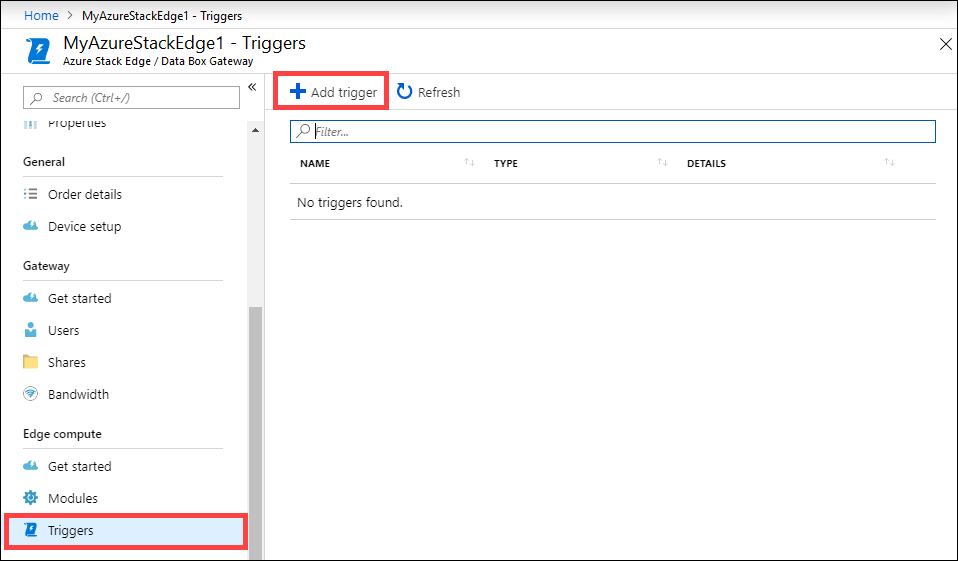 Home > MyAzureStackEdge1 - Triggers
MyAzureStackEdge1 - Triggers
Azure Stack Edge / Data Box Gateway
Search (Ctrl+/)
Properties
General
Order details
Device setup
Gateway
Get started
Users
Shares
Bandwidth
Edge compute
Get started
Modules
Triggers
Add trigger Refresh
Filter...
NAME TYPE DETAILS
No triggers found.